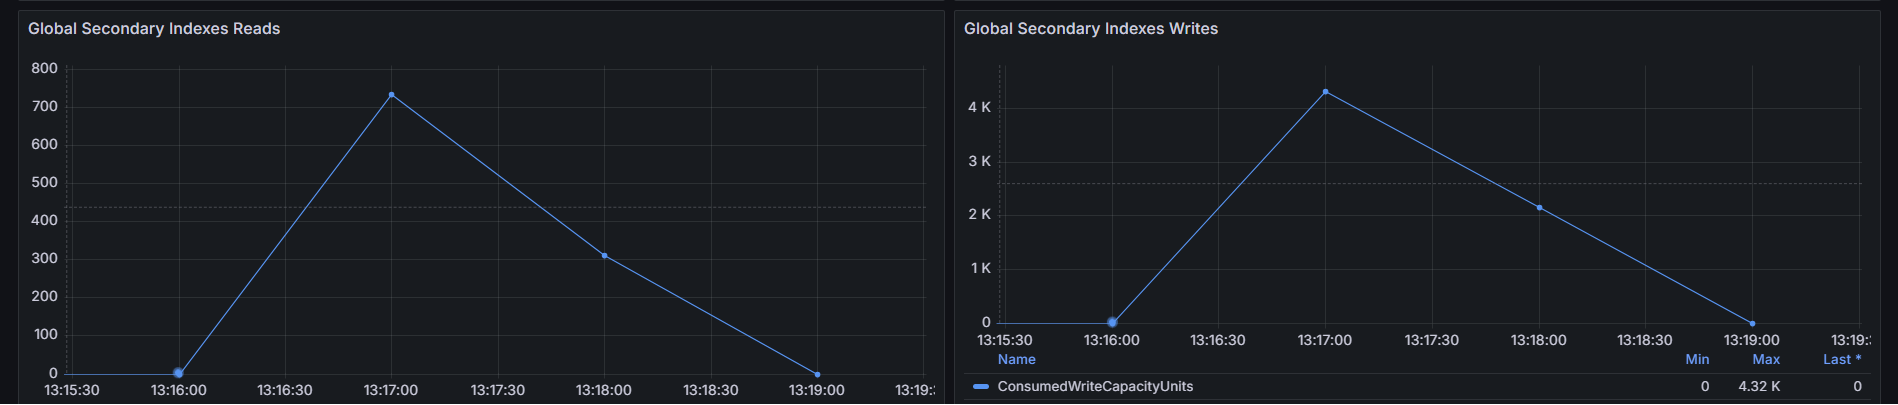 Global Secondary Indexes Reads
800
700
600
500
400
300
200
100
0
13:15:30 13:16:00 13:16:30 13:17:00 13:17:30 13:18:00 13:18:30 13:19:00 13:19:
Global Secondary Indexes Writes
4 K
3 K
2 K
1 K
0
13:15:30 13:16:00 13:16:30 13:17:00 13:17:30 13:18:00 13:18:30 13:19:00 13:19:
Name Min Max Last *
ConsumedWriteCapacityUnits 0 4.32 K 0